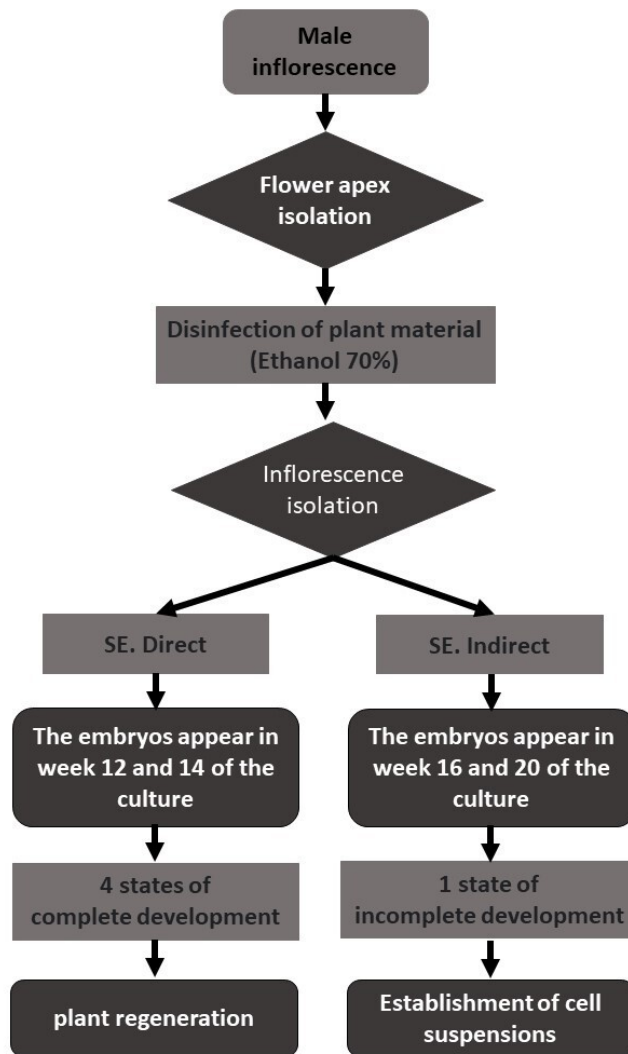 Male
inflorescence
Flower apex
isolation
Disinfection of plant material
(Ethanol 70%)
Inflorescence
isolation
SE. Direct
SE. Indirect
The embryos appear in
week 12 and 14 of the
culture
The embryos appear in
week 16 and 20 of the
culture
4 states of
complete development
1 state of
incomplete development
plant regeneration
Establishment of cell
suspensions